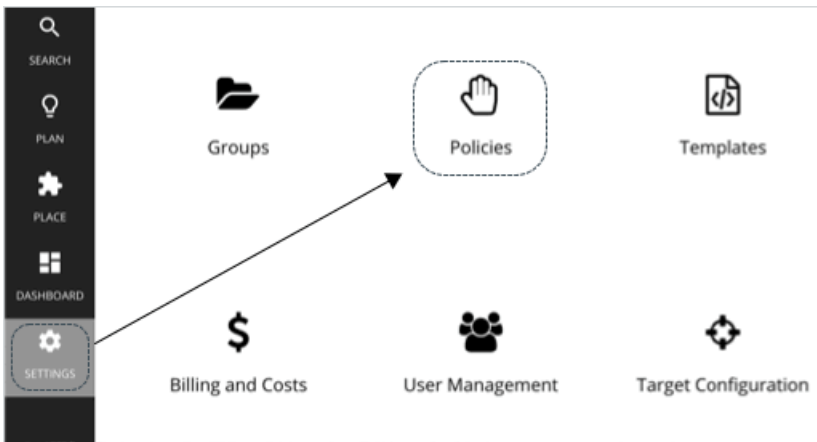 SEARCH
PLAN
PLACE
DASHBOARD
SETTINGS
Groups
Policies
Templates
Billing and Costs
User Management
Target Configuration